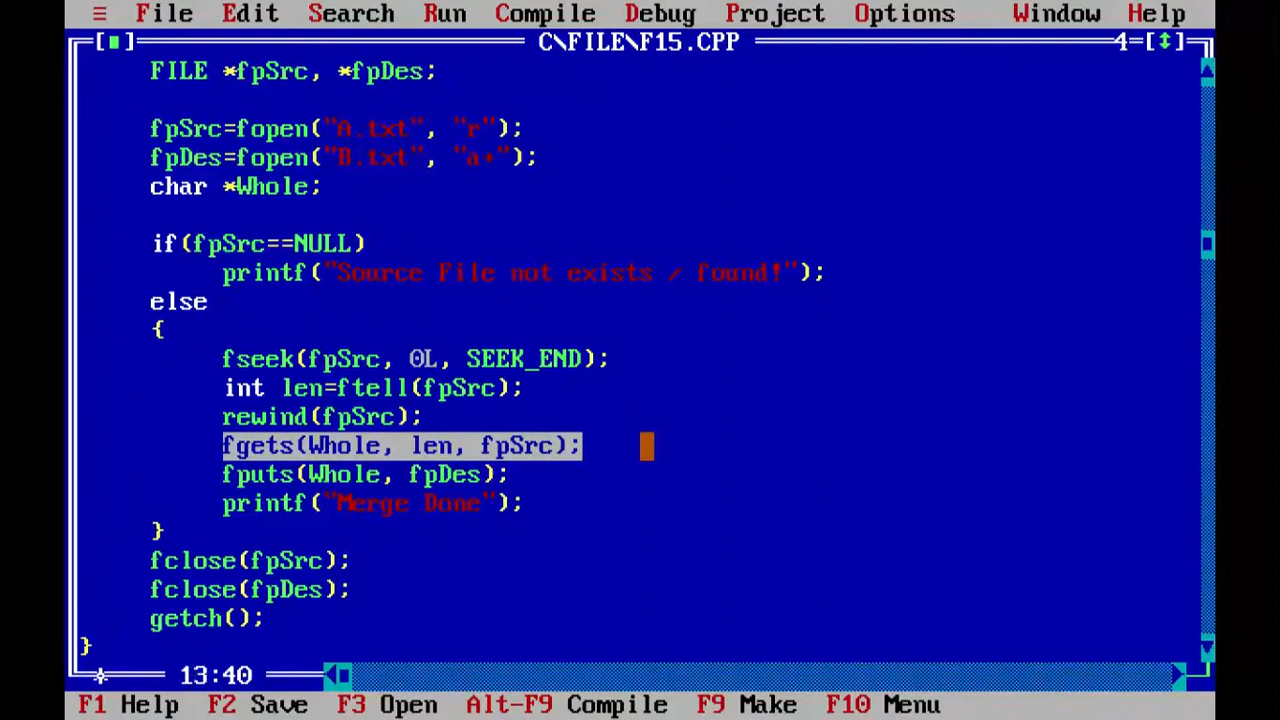 ≡ File Edit Search Run Compile Debug Project Options Window Help
[■] C\FILE\F15.CPP 4=[↕]
FILE *fpSrc, *fpDes;
fpSrc=fopen("A.txt", "r");
fpDes=fopen("B.txt", "a+");
char *Whole;
if(fpSrc==NULL)
printf("Source File not exists / found!");
else
{
fseek(fpSrc, 0L, SEEK_END);
int len=ftell(fpSrc);
rewind(fpSrc);
fgets(Whole, len, fpSrc);
fputs(Whole, fpDes);
printf("Merge Done");
}
fclose(fpSrc);
fclose(fpDes);
getch();
}
13:40
F1 Help F2 Save F3 Open Alt-F9 Compile F9 Make F10 Menu